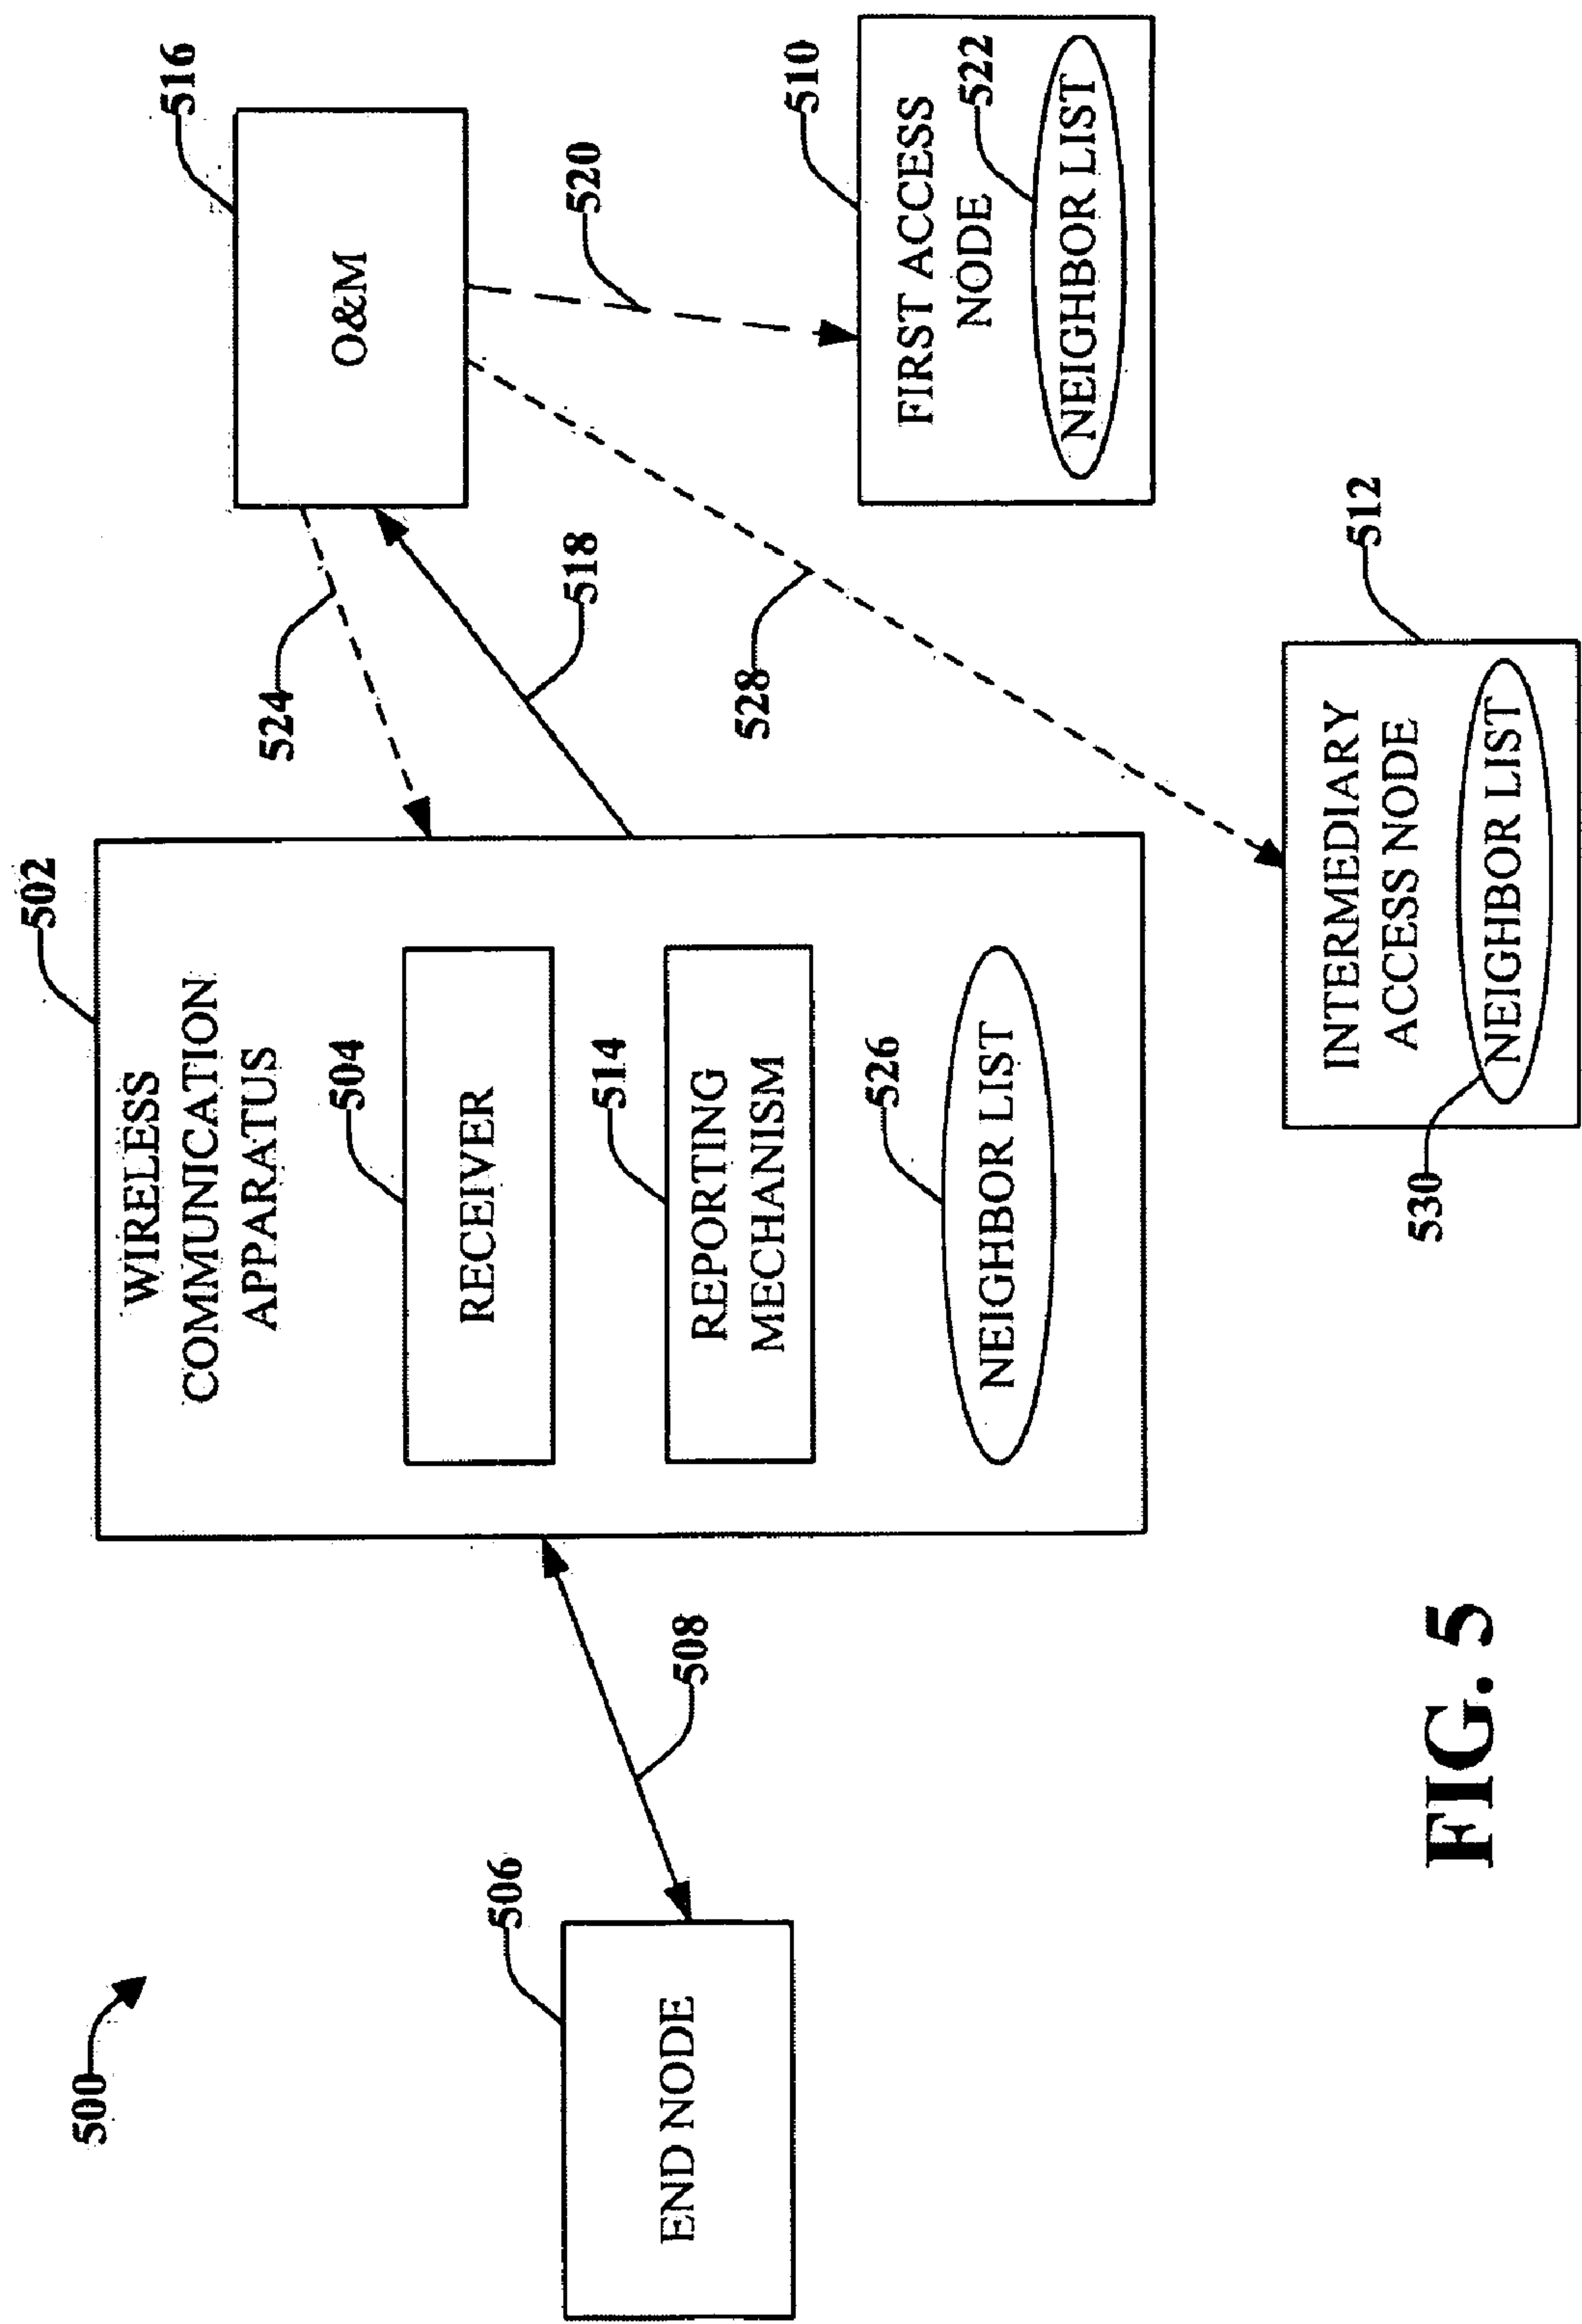 500
502
WIRELESS
COMMUNICATION
APPARATUS
504
RECEIVER
514
REPORTING
MECHANISM
526
NEIGHBOR LIST
506
END NODE
508
516
O&M
524
518
520
528
510
FIRST ACCESS
NODE
522
NEIGHBOR LIST
512
INTERMEDIARY
ACCESS NODE
530
NEIGHBOR LIST
FIG. 5